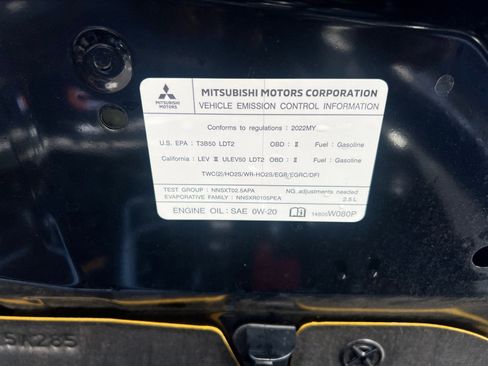 MITSUBISHI MOTORS CORPORATION
MITSUBISHI MOTORS
VEHICLE EMISSION CONTROL INFORMATION
Conforms to regulations : 2022MY
U.S. EPA : T3B50 LDT2 OBD : II Fuel : Gasoline
California : LEV III ULEV50 LDT2 OBD : II Fuel : Gasoline
TWC(2)/HO2S/WR-HO2S/EGR/EGRC/DFI
TEST GROUP : NNSXT02.5APA NO adjustments needed
EVAPORATIVE FAMILY : NNSXR0105PEA 2.5L
ENGINE OIL : SAE 0W-20 i 14805W080P